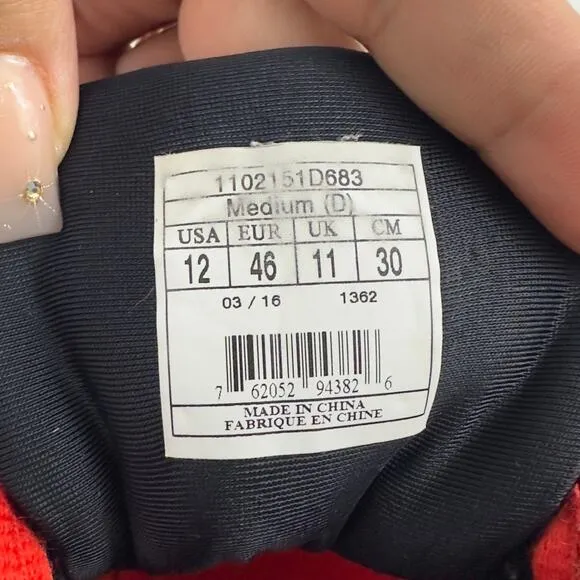 1102151D683
Medium (D)
USA EUR UK CM
12 46 11 30
03 / 16 1362
7 62052 94382 6
MADE IN CHINA
FABRIQUE EN CHINE